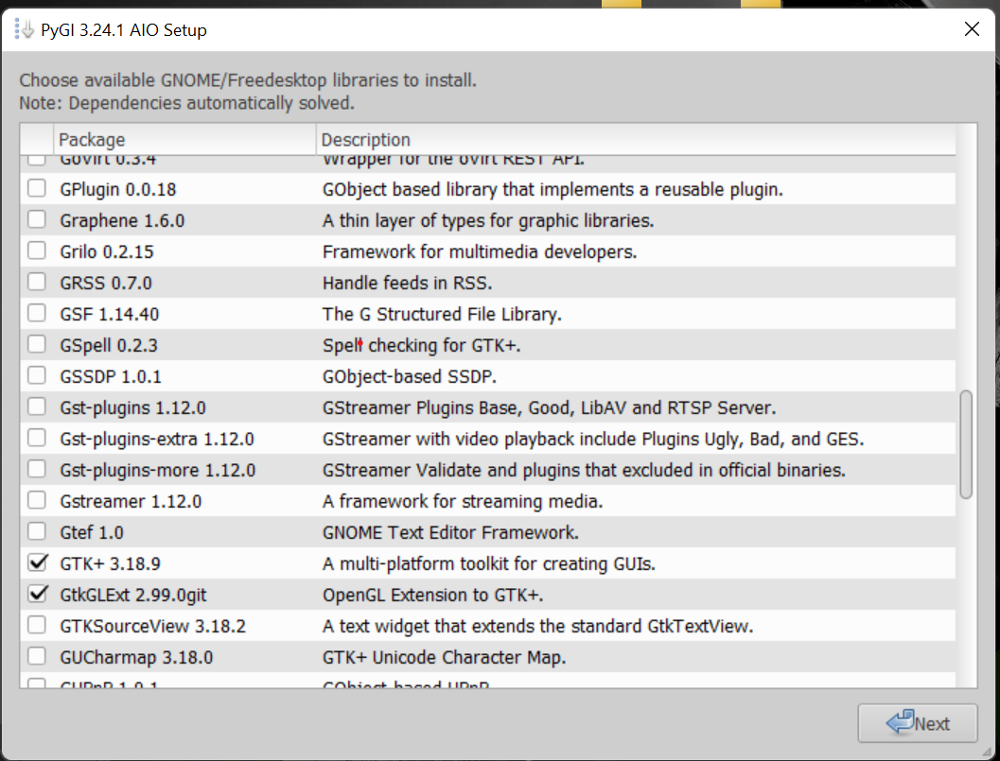 PyGI 3.24.1 AIO Setup
Choose available GNOME/Freedesktop libraries to install.
Note: Dependencies automatically solved.
Package Description
GoVirt 0.3.4 Wrapper for the oVirt REST API.
GPlugin 0.0.18 GObject based library that implements a reusable plugin.
Graphene 1.6.0 A thin layer of types for graphic libraries.
Grilo 0.2.15 Framework for multimedia developers.
GRSS 0.7.0 Handle feeds in RSS.
GSF 1.14.40 The G Structured File Library.
GSpell 0.2.3 Spell checking for GTK+.
GSSDP 1.0.1 GObject-based SSDP.
Gst-plugins 1.12.0 GStreamer Plugins Base, Good, LibAV and RTSP Server.
Gst-plugins-extra 1.12.0 GStreamer with video playback include Plugins Ugly, Bad, and GES.
Gst-plugins-more 1.12.0 GStreamer Validate and plugins that excluded in official binaries.
Gstreamer 1.12.0 A framework for streaming media.
Gtef 1.0 GNOME Text Editor Framework.
GTK+ 3.18.9 A multi-platform toolkit for creating GUIs.
GtkGLExt 2.99.0git OpenGL Extension to GTK+.
GTKSourceView 3.18.2 A text widget that extends the standard GtkTextView.
GUCharmap 3.18.0 GTK+ Unicode Character Map.
GUPnP 1.0.1 GObject-based UPnP.
Next